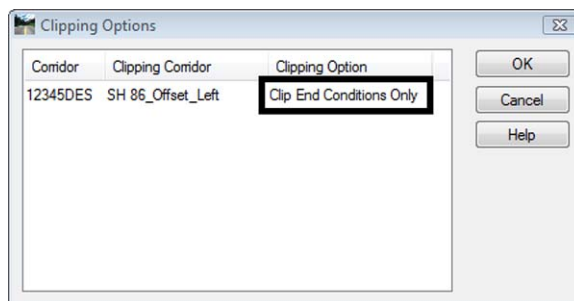 Clipping Options
Corridor Clipping Corridor Clipping Option
12345DES SH 86_Offset_Left Clip End Conditions Only
OK
Cancel
Help